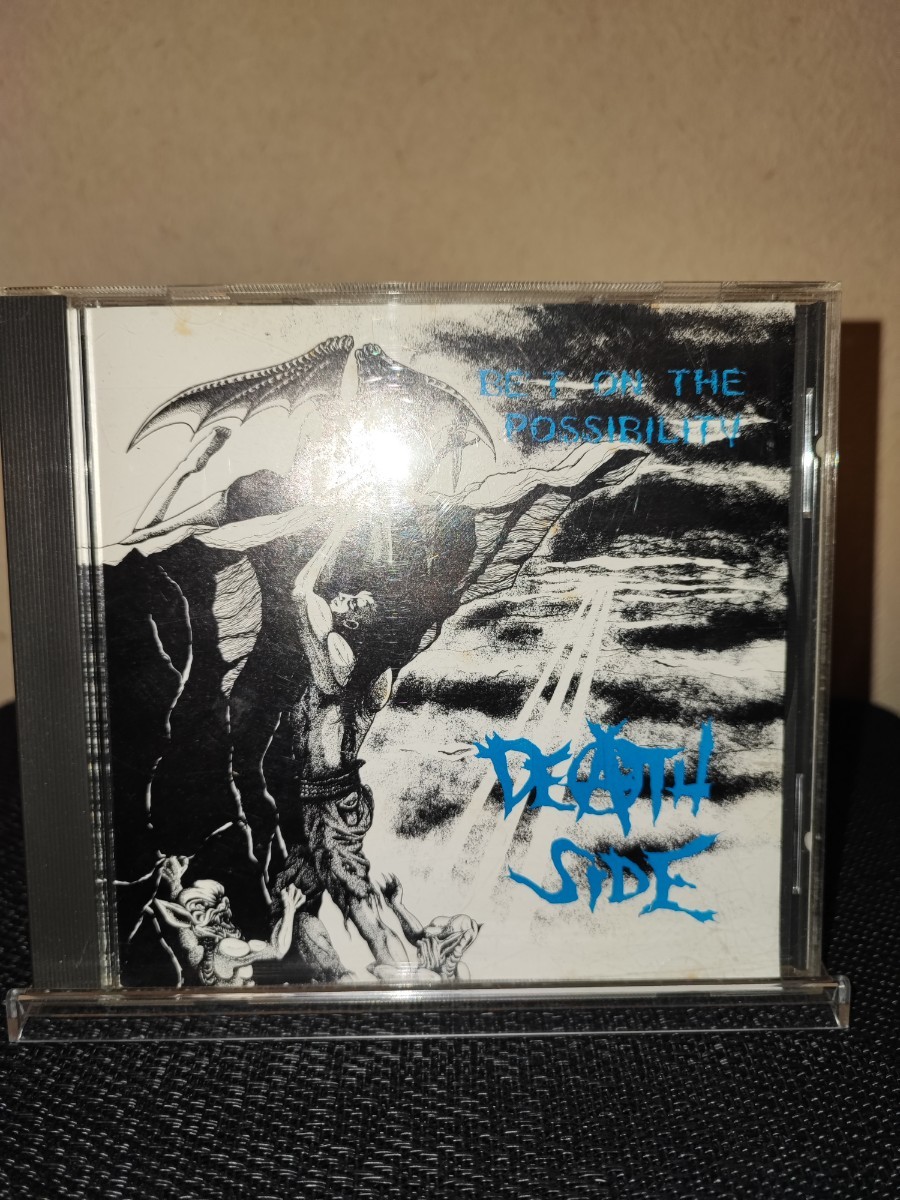 BET ON THE
POSSIBILITY
DEATH
SIDE